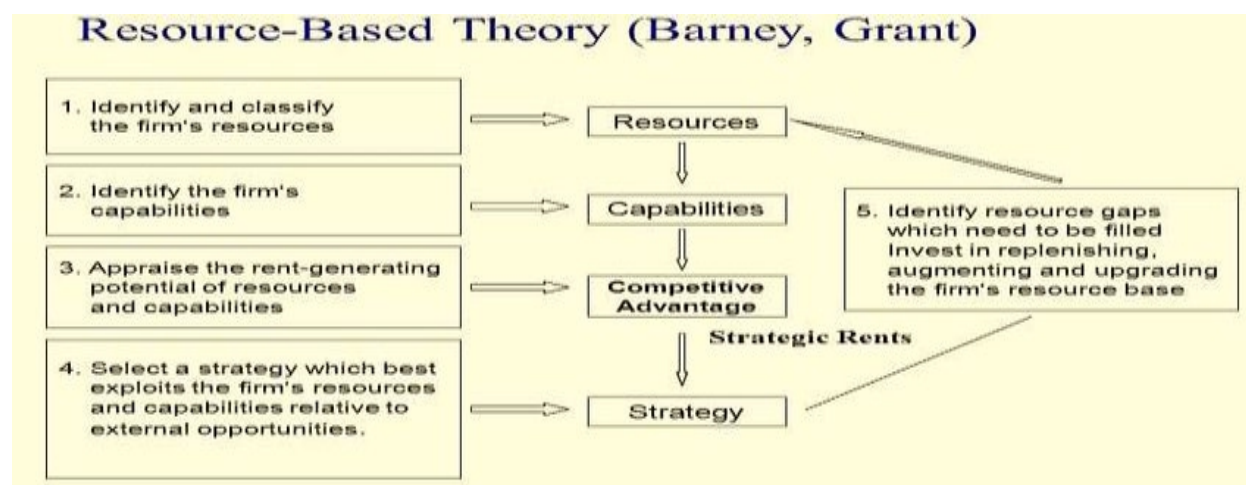 Resource-Based Theory (Barney, Grant)
1. Identify and classify
the firm's resources
Resources
2. Identify the firm's
capabilities
Capabilities
3. Appraise the rent-generating
potential of resources
and capabilities
Competitive
Advantage
Strategic Rents
4. Select a strategy which best
exploits the firm's resources
and capabilities relative to
external opportunities.
Strategy
5. Identify resource gaps
which need to be filled
Invest in replenishing,
augmenting and upgrading
the firm's resource base